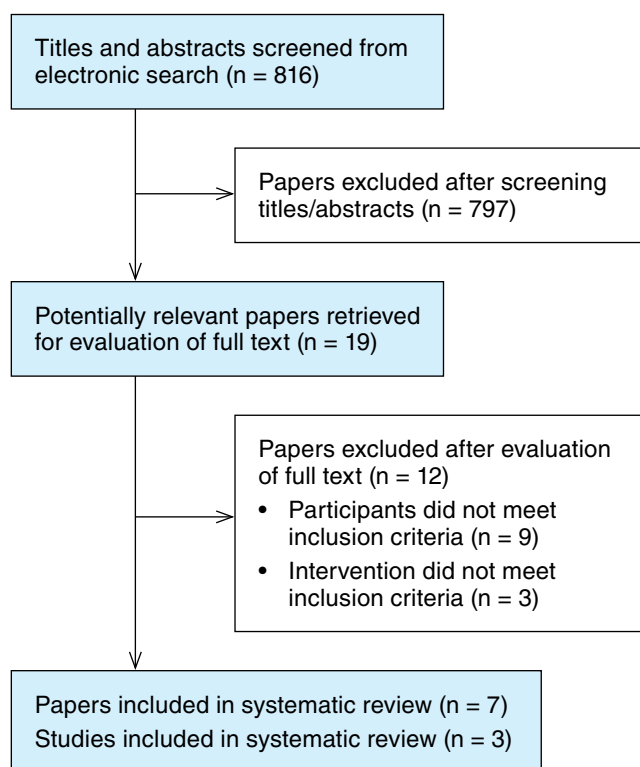 Titles and abstracts screened from
electronic search (n = 816)
Papers excluded after screening
titles/abstracts (n = 797)
Potentially relevant papers retrieved
for evaluation of full text (n = 19)
Papers excluded after evaluation
of full text (n = 12)
• Participants did not meet
inclusion criteria (n = 9)
• Intervention did not meet
inclusion criteria (n = 3)
Papers included in systematic review (n = 7)
Studies included in systematic review (n = 3)